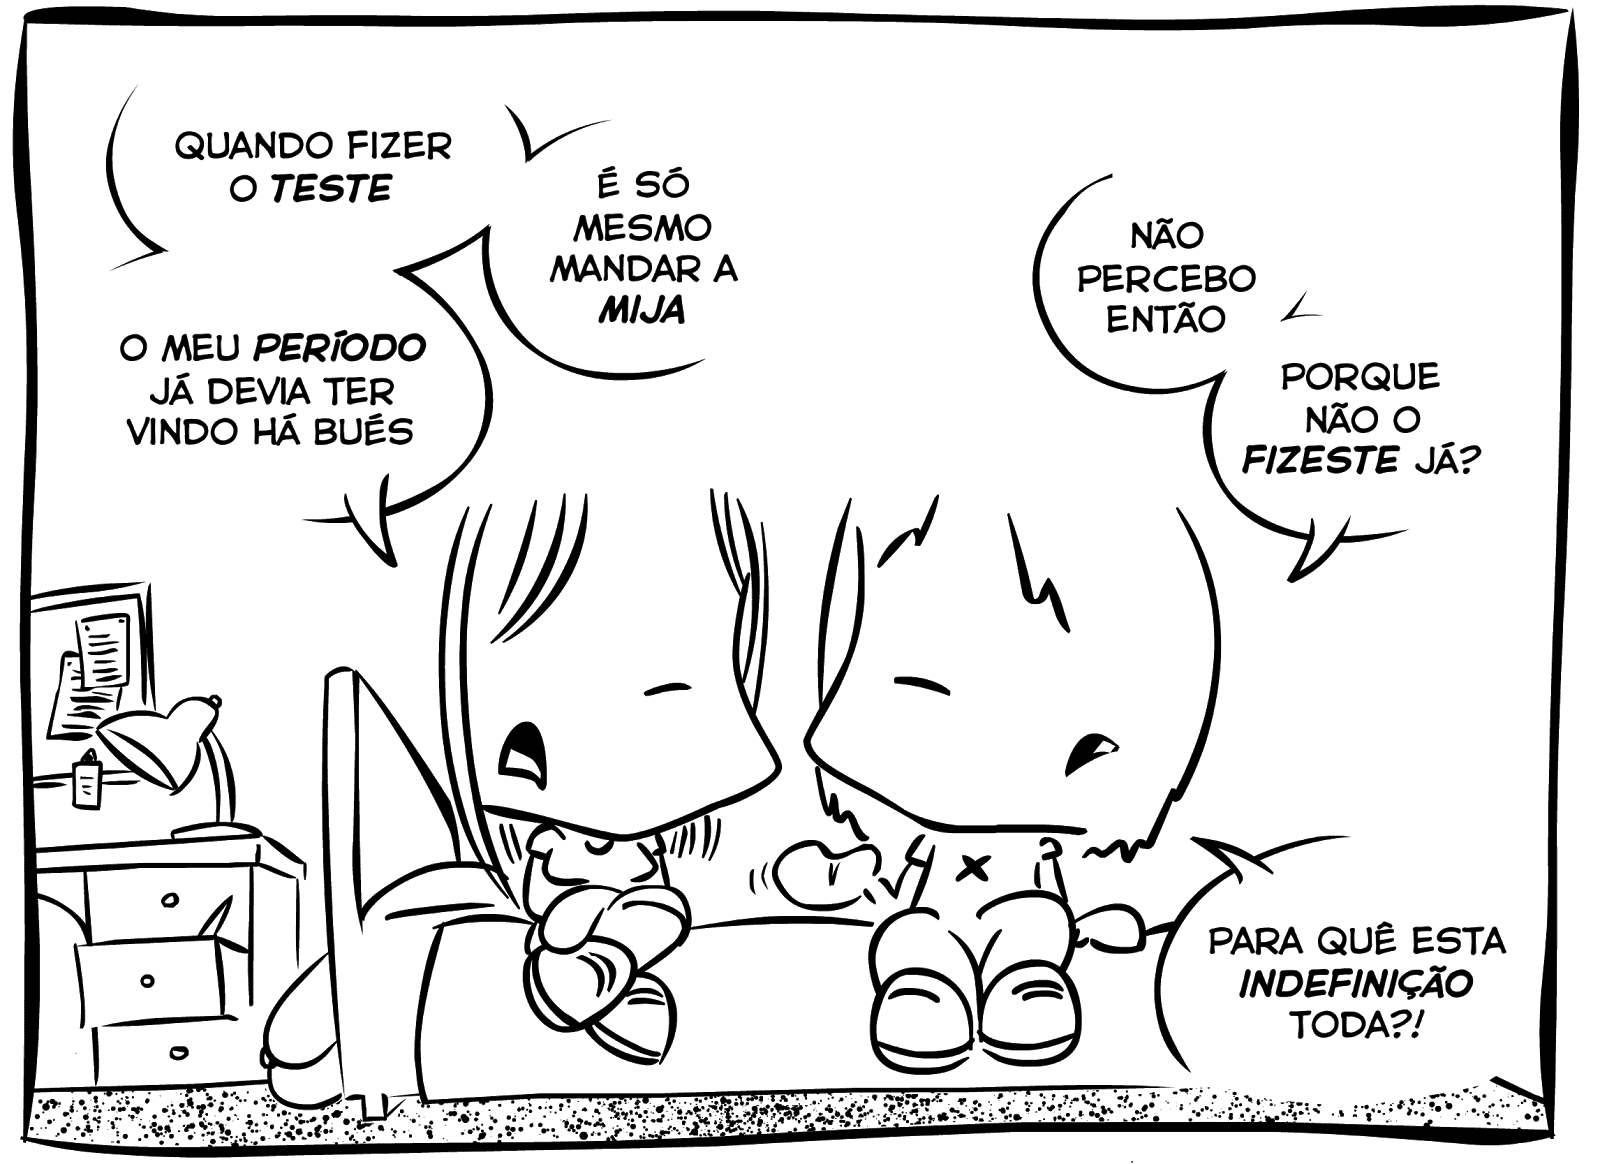 QUANDO FIZER
O TESTE
É SÓ
MESMO
MANDAR A
MIJA
O MEU PERÍODO
JÁ DEVIA TER
VINDO HÁ BUÉS
NÃO
PERCEBO
ENTÃO
PORQUE
NÃO O
FIZESTE JÁ?
PARA QUÊ ESTA
INDEFINIÇÃO
TODA?!